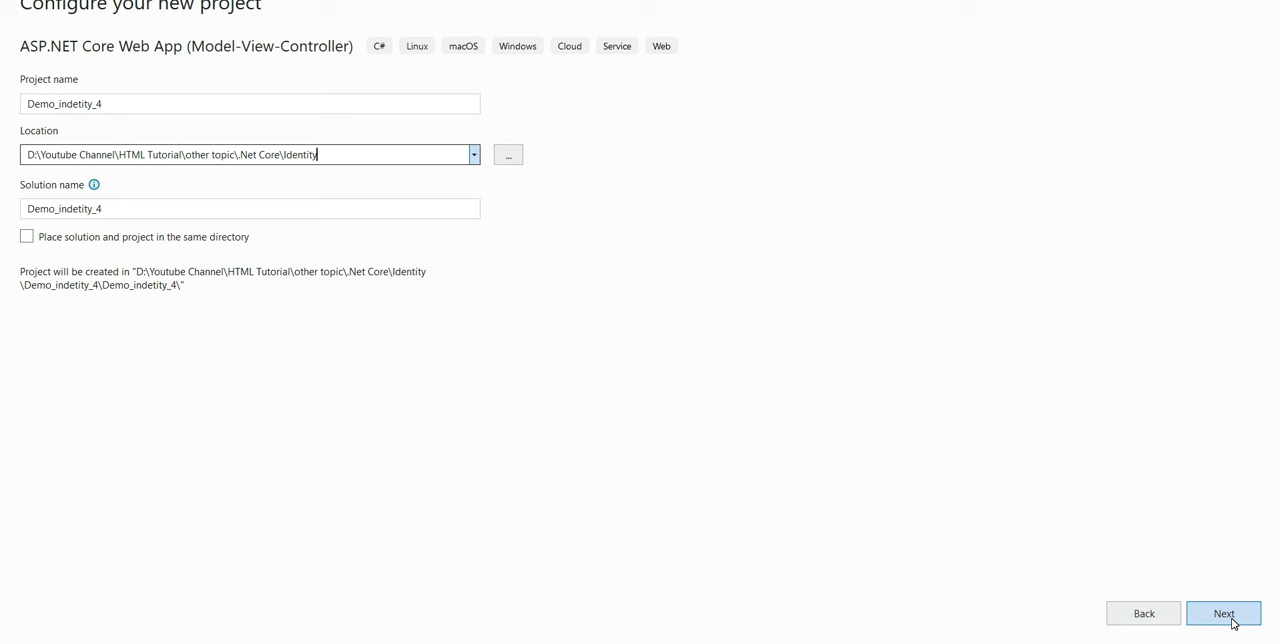 Configure your new project
ASP.NET Core Web App (Model-View-Controller) C# Linux macOS Windows Cloud Service Web
Project name
Demo_indetity_4
Location
D:\Youtube Channel\HTML Tutorial\other topic\.Net Core\Identity
...
Solution name
Demo_indetity_4
Place solution and project in the same directory
Project will be created in "D:\Youtube Channel\HTML Tutorial\other topic\.Net Core\Identity
\Demo_indetity_4\Demo_indetity_4\"
Back Next